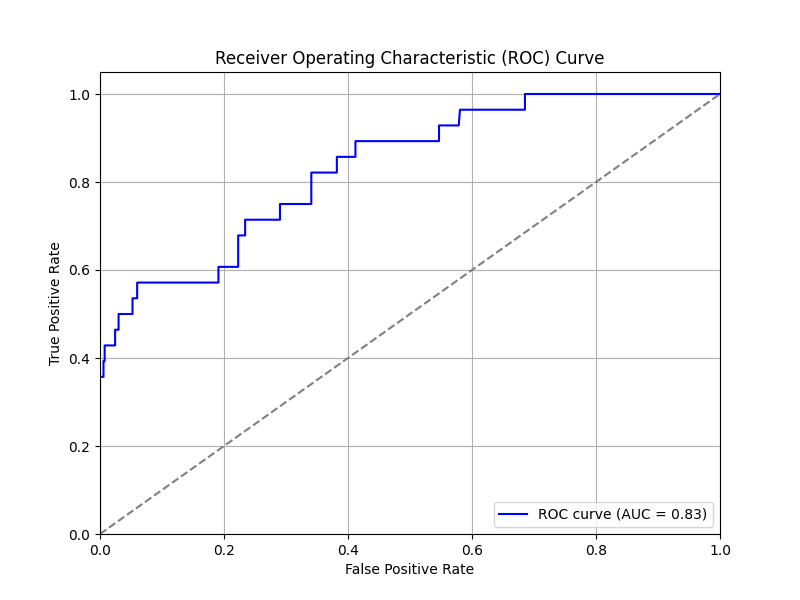 Receiver Operating Characteristic (ROC) Curve
1.0
0.8
0.6
0.4
0.2
0.0
True Positive Rate
ROC curve (AUC = 0.83)
0.0 0.2 0.4 0.6 0.8 1.0
False Positive Rate